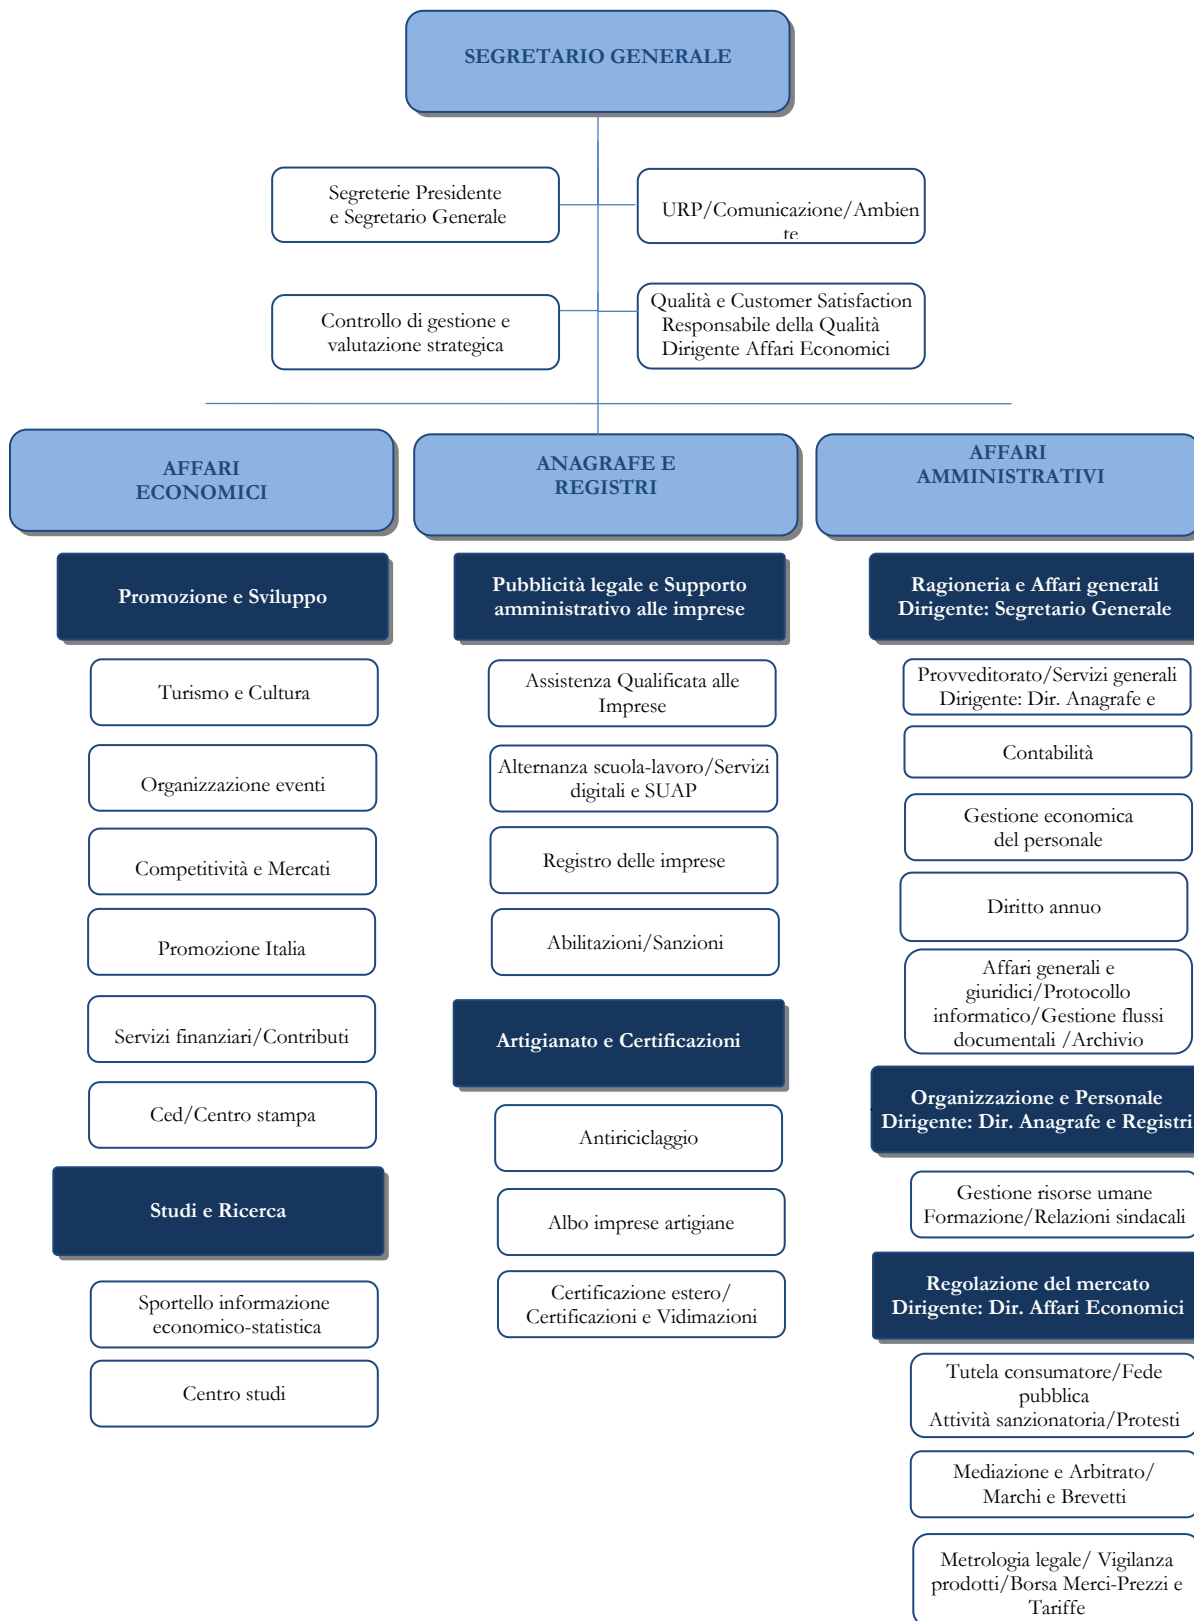 SEGRETARIO GENERALE
Segreterie Presidente
e Segretario Generale
URP/Comunicazione/Ambien
te
Controllo di gestione e
valutazione strategica
Qualità e Customer Satisfaction
Responsabile della Qualità
Dirigente Affari Economici
AFFARI
ECONOMICI
Promozione e Sviluppo
Turismo e Cultura
Organizzazione eventi
Competitività e Mercati
Promozione Italia
Servizi finanziari/Contributi
Ced/Centro stampa
Studi e Ricerca
Sportello informazione
economico-statistica
Centro studi
ANAGRAFE E
REGISTRI
Pubblicità legale e Supporto
amministrativo alle imprese
Assistenza Qualificata alle
Imprese
Alternanza scuola-lavoro/Servizi
digitali e SUAP
Registro delle imprese
Abilitazioni/Sanzioni
Artigianato e Certificazioni
Antiriciclaggio
Albo imprese artigiane
Certificazione estero/
Certificazioni e Vidimazioni
AFFARI
AMMINISTRATIVI
Ragioneria e Affari generali
Dirigente: Segretario Generale
Provveditorato/Servizi generali
Dirigente: Dir. Anagrafe e
Contabilità
Gestione economica
del personale
Diritto annuo
Affari generali e
giuridici/Protocollo
informatico/Gestione flussi
documentali /Archivio
Organizzazione e Personale
Dirigente: Dir. Anagrafe e Registri
Gestione risorse umane
Formazione/Relazioni sindacali
Regolazione del mercato
Dirigente: Dir. Affari Economici
Tutela consumatore/Fede
pubblica
Attività sanzionatoria/Protesti
Mediazione e Arbitrato/
Marchi e Brevetti
Metrologia legale/ Vigilanza
prodotti/Borsa Merci-Prezzi e
Tariffe